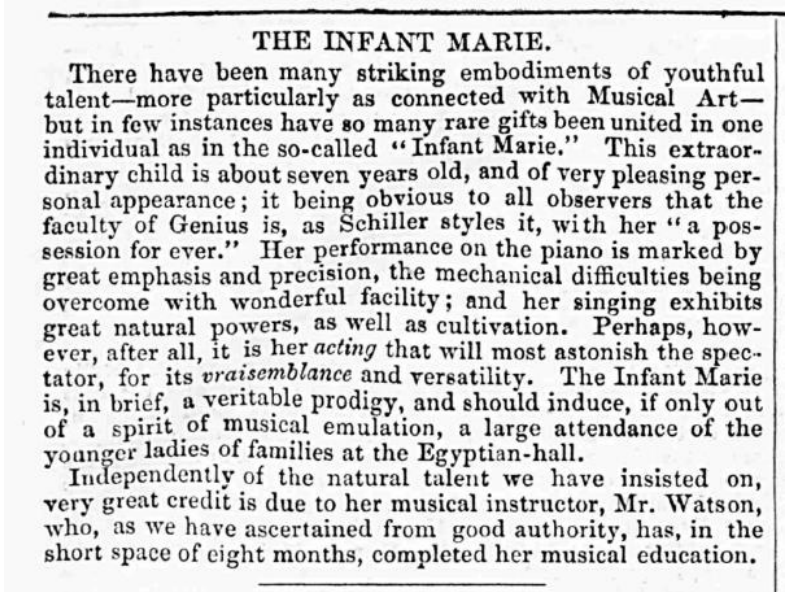 THE INFANT MARIE.
There have been many striking embodiments of youthful
talent—more particularly as connected with Musical Art—
but in few instances have so many rare gifts been united in one
individual as in the so-called "Infant Marie." This extraor-
dinary child is about seven years old, and of very pleasing per-
sonal appearance; it being obvious to all observers that the
faculty of Genius is, as Schiller styles it, with her "a pos-
session for ever." Her performance on the piano is marked by
great emphasis and precision, the mechanical difficulties being
overcome with wonderful facility; and her singing exhibits
great natural powers, as well as cultivation. Perhaps, how-
ever, after all, it is her acting that will most astonish the spec-
tator, for its vraisemblance and versatility. The Infant Marie
is, in brief, a veritable prodigy, and should induce, if only out
of a spirit of musical emulation, a large attendance of the
younger ladies of families at the Egyptian-hall.
Independently of the natural talent we have insisted on,
very great credit is due to her musical instructor, Mr. Watson,
who, as we have ascertained from good authority, has, in the
short space of eight months, completed her musical education.